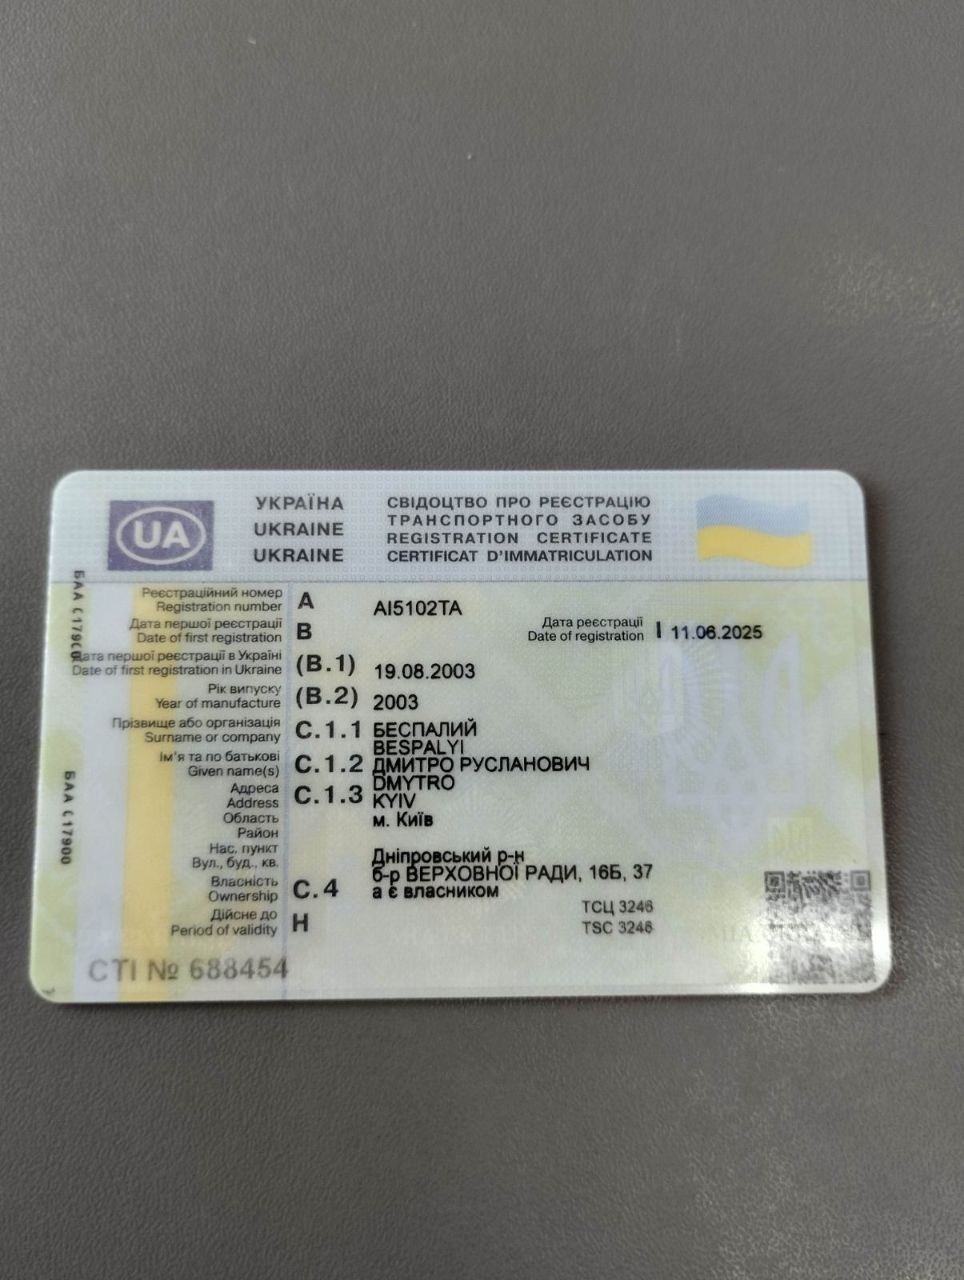 UA
УКРАЇНА
UKRAINE
UKRAINE
СВІДОЦТВО ПРО РЕЄСТРАЦІЮ
ТРАНСПОРТНОГО ЗАСОБУ
REGISTRATION CERTIFICATE
CERTIFICAT D'IMMATRICULATION
Реєстраційний номер
Registration number
A
АІ5102ТА
Дата першої реєстрації
Date of first registration
B
Дата реєстрації
Date of registration
I 11.06.2025
Дата першої реєстрації в Україні
Date of first registration in Ukraine
(B.1) 19.08.2003
Рік випуску
Year of manufacture
(B.2) 2003
Прізвище або організація
Surname or company
C.1.1 БЕСПАЛИЙ
BESPALYI
Ім'я та по батькові
Given name(s)
C.1.2 ДМИТРО РУСЛАНОВИЧ
DMYTRO
Адреса
Address
C.1.3 KYIV
Область
м. Київ
Район
Нас. пункт
Дніпровський р-н
Вул., буд., кв.
б-р ВЕРХОВНОЇ РАДИ, 16Б, 37
Власність
Ownership
C.4 а є власником
Дійсне до
Period of validity
H
ТСЦ 3246
TSC 3246
СТІ № 688454
БАА С17900